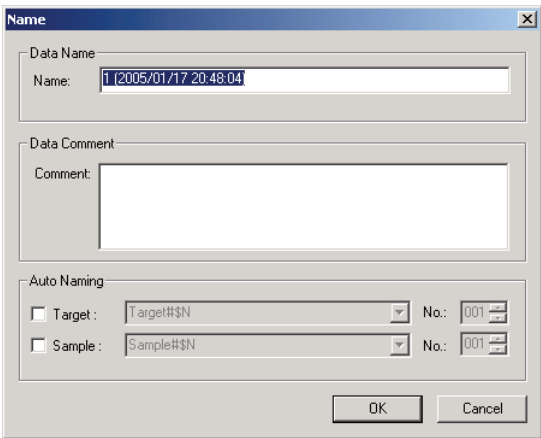 Name
Data Name
Name: 1 (2005/01/17 20:48:04)
Data Comment
Comment:
Auto Naming
Target : Target#$N No.: 001
Sample : Sample#$N No.: 001
OK Cancel